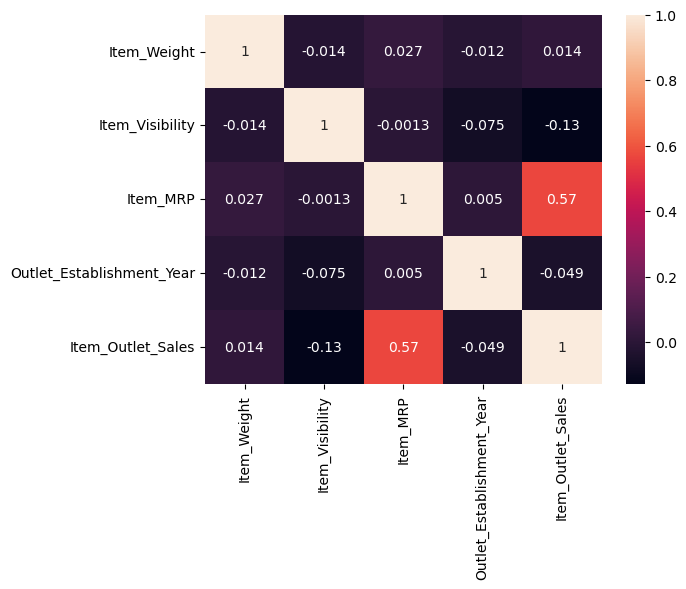 Item_Weight 1 -0.014 0.027 -0.012 0.014
Item_Visibility -0.014 1 -0.0013 -0.075 -0.13
Item_MRP 0.027 -0.0013 1 0.005 0.57
Outlet_Establishment_Year -0.012 -0.075 0.005 1 -0.049
Item_Outlet_Sales 0.014 -0.13 0.57 -0.049 1
Item_Weight
Item_Visibility
Item_MRP
Outlet_Establishment_Year
Item_Outlet_Sales
1.0
0.8
0.6
0.4
0.2
0.0